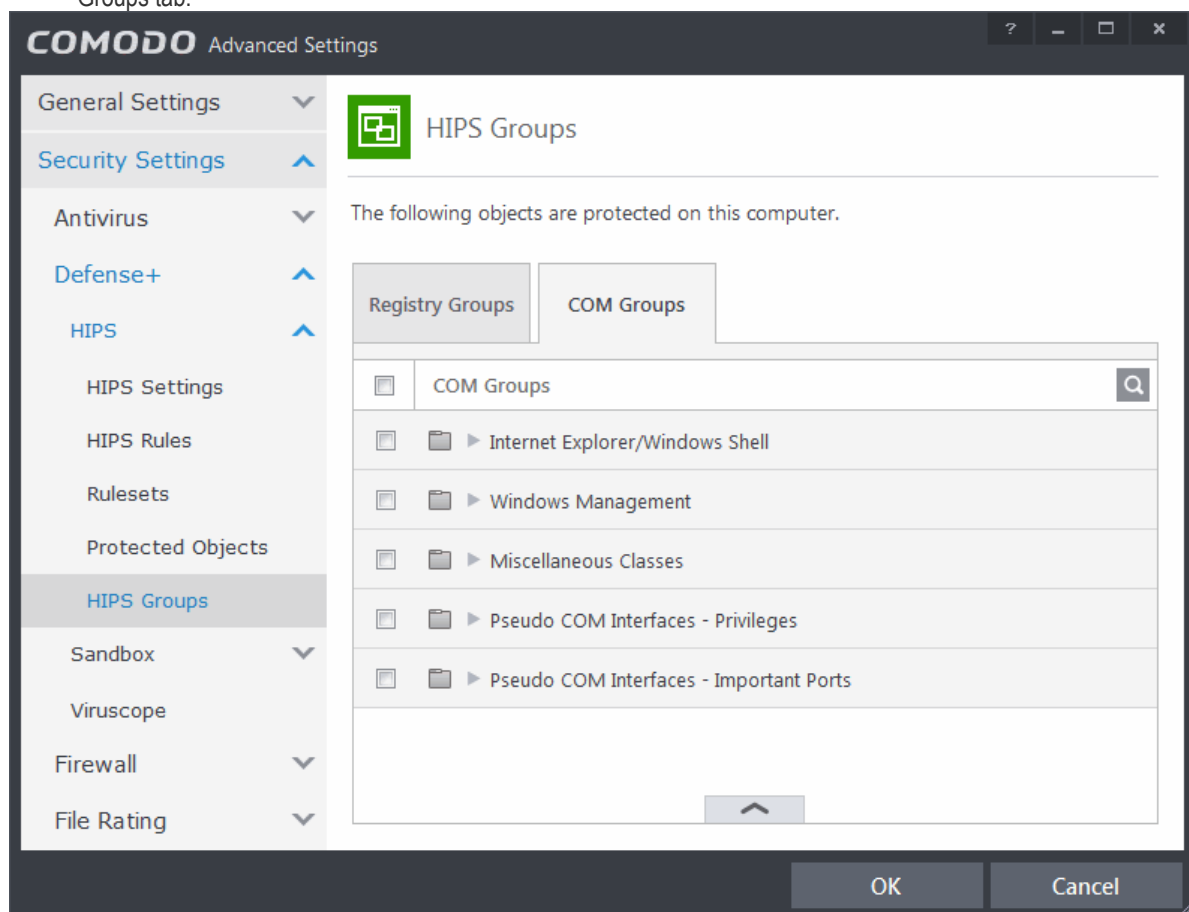 Groups tab.
COMODO Advanced Settings
?
General Settings
Security Settings
Antivirus
Defense+
HIPS
HIPS Settings
HIPS Rules
Rulesets
Protected Objects
HIPS Groups
Sandbox
Viruscope
Firewall
File Rating
HIPS Groups
The following objects are protected on this computer.
Registry Groups
COM Groups
COM Groups
Internet Explorer/Windows Shell
Windows Management
Miscellaneous Classes
Pseudo COM Interfaces - Privileges
Pseudo COM Interfaces - Important Ports
OK
Cancel